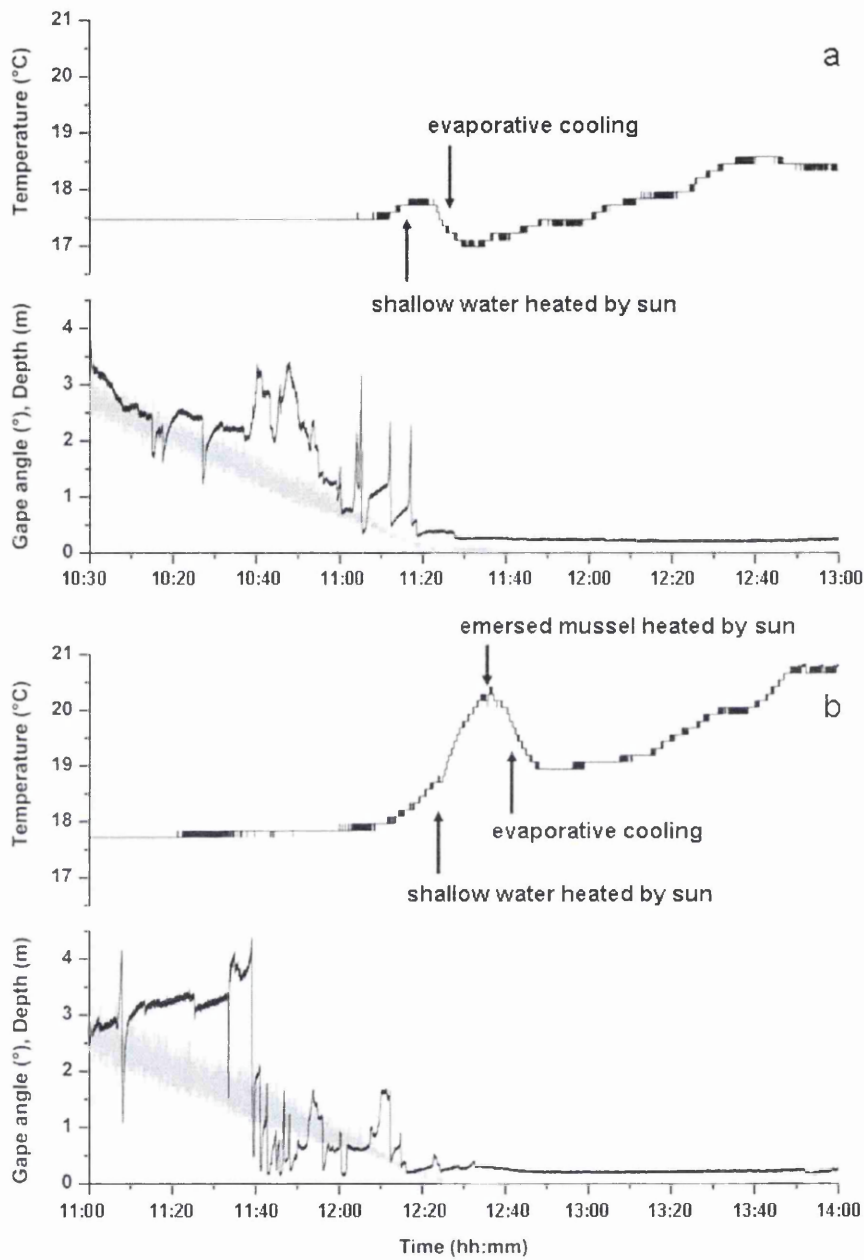 21
20
19
18
17
Temperature (°C)
a
evaporative cooling
shallow water heated by sun
4
3
2
1
0
Gape angle (°), Depth (m)
10:30 10:20 10:40 11:00 11:20 11:40 12:00 12:20 12:40 13:00
emersed mussel heated by sun
21
20
19
18
17
Temperature (°C)
b
evaporative cooling
shallow water heated by sun
4
3
2
1
0
Gape angle (°), Depth (m)
11:00 11:20 11:40 12:00 12:20 12:40 13:00 13:20 13:40 14:00
Time (hh:mm)